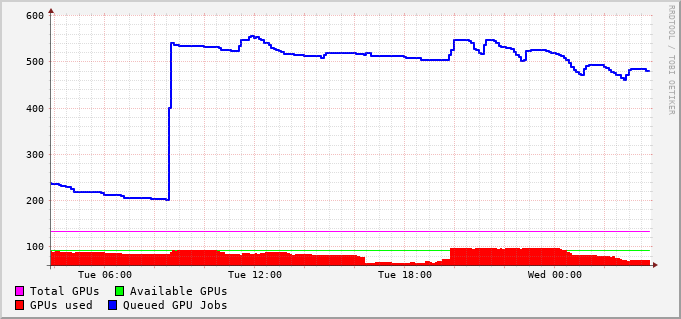 600
500
400
300
200
100
Tue 06:00 Tue 12:00 Tue 18:00 Wed 00:00
Total GPUs Available GPUs
GPUs used Queued GPU Jobs
RRDTOOL / TOBI OETIKER